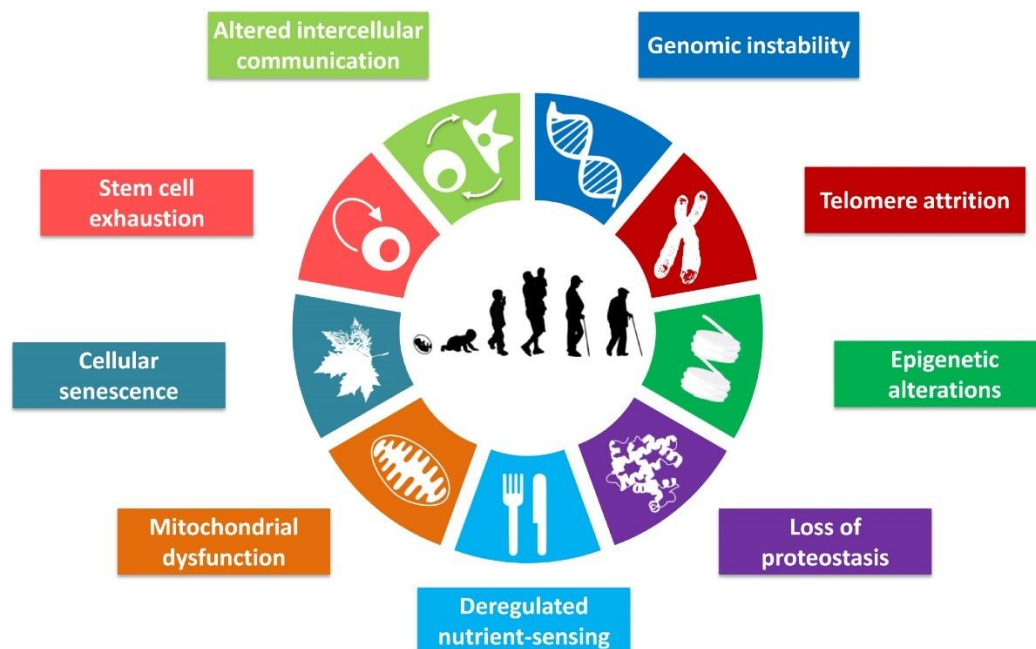 Altered intercellular
communication
Genomic instability
Stem cell
exhaustion
Telomere attrition
Cellular
senescence
Epigenetic
alterations
Mitochondrial
dysfunction
Loss of
proteostasis
Deregulated
nutrient-sensing